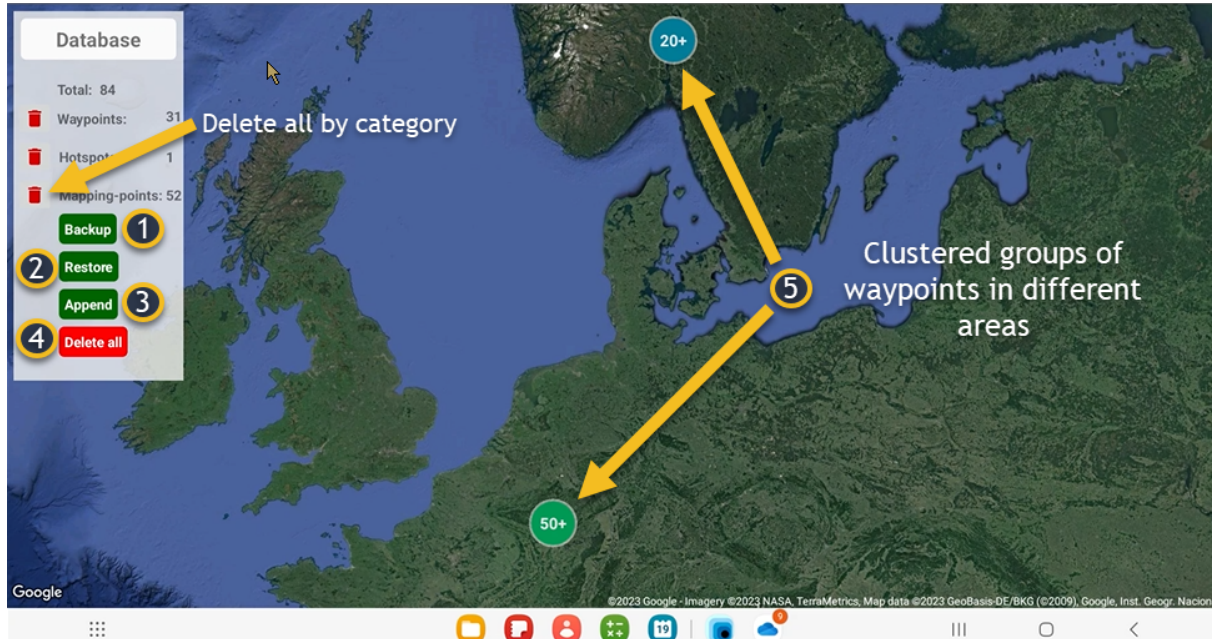 Database
Total: 84
Waypoints: 31
Delete all by category
Hotspots 1
Mapping-points: 52
Backup 1
2 Restore
Append 3
4 Delete all
20+
5
Clustered groups of
waypoints in different
areas
50+
Google
©2023 Google - Imagery ©2023 NASA, TerraMetrics, Map data ©2023 GeoBasis-DE/BKG (©2009), Google, Inst. Geogr. Nacion
19
9